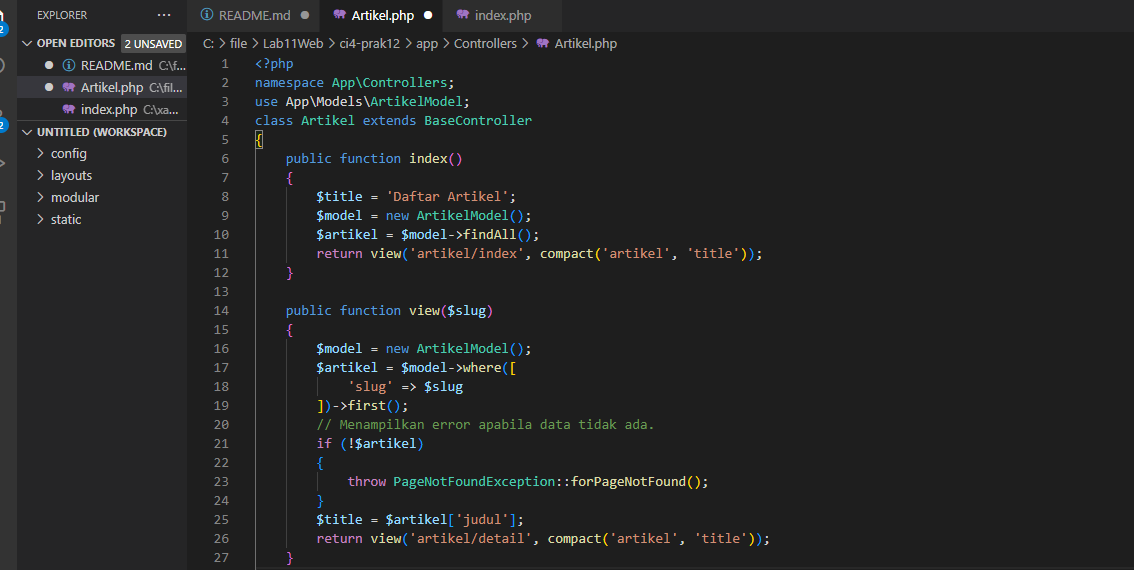 EXPLORER ···
OPEN EDITORS 2 UNSAVED
README.md C:\f...
Artikel.php C:\fil...
index.php C:\xa...
UNTITLED (WORKSPACE)
config
layouts
modular
static
README.md Artikel.php index.php
C: > file > Lab11Web > ci4-prak12 > app > Controllers > Artikel.php
1 <?php
2 namespace App\Controllers;
3 use App\Models\ArtikelModel;
4 class Artikel extends BaseController
5 {
6     public function index()
7     {
8         $title = 'Daftar Artikel';
9         $model = new ArtikelModel();
10         $artikel = $model->findAll();
11         return view('artikel/index', compact('artikel', 'title'));
12     }
13
14     public function view($slug)
15     {
16         $model = new ArtikelModel();
17         $artikel = $model->where([
18             'slug' => $slug
19         ])->first();
20         // Menampilkan error apabila data tidak ada.
21         if (!$artikel)
22         {
23             throw PageNotFoundException::forPageNotFound();
24         }
25         $title = $artikel['judul'];
26         return view('artikel/detail', compact('artikel', 'title'));
27     }